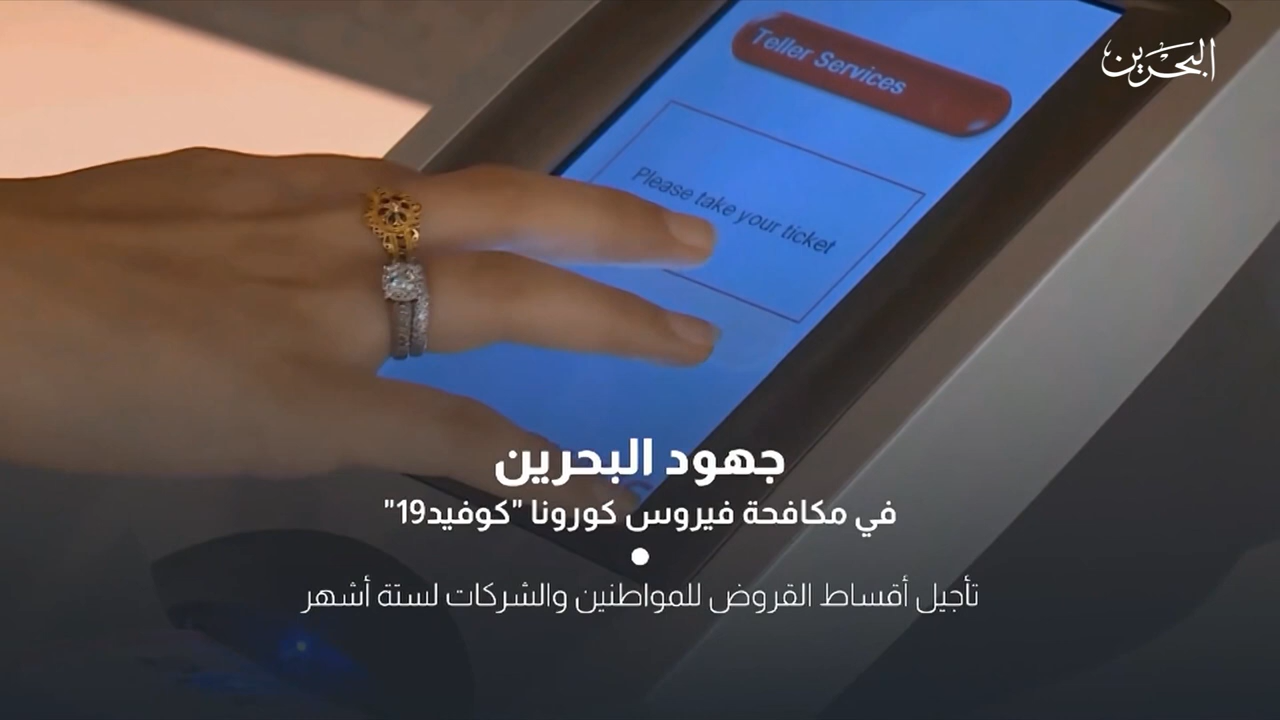 البحرين
Teller Services
Please take your ticket
جهود البحرين
في مكافحة فيروس كورونا "كوفيد19"
تأجيل أقساط القروض للمواطنين والشركات لستة أشهر